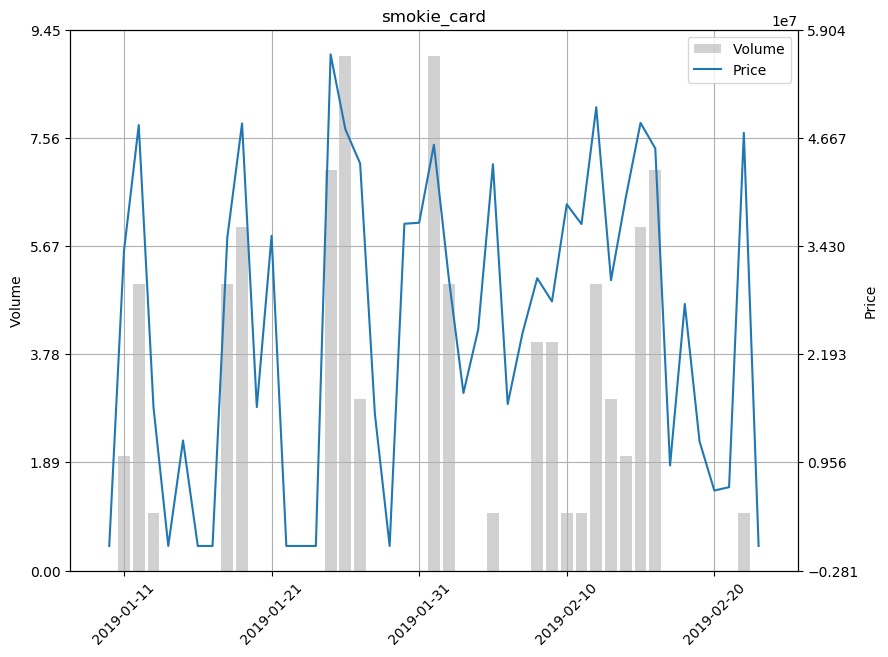 smokie_card
1e7
9.45
7.56
5.67
3.78
1.89
0.00
Volume
5.904
4.667
3.430
2.193
0.956
−0.281
Price
Volume
Price
2019-01-11
2019-01-21
2019-01-31
2019-02-10
2019-02-20